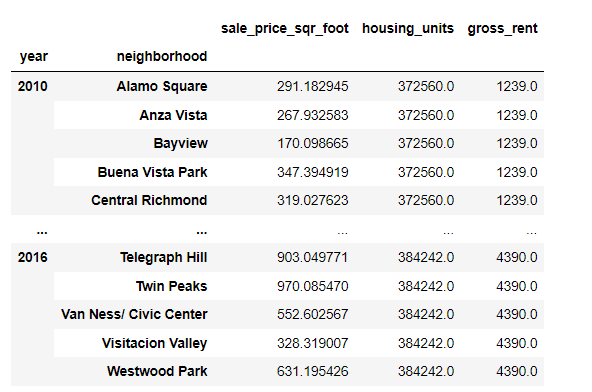 sale_price_sqr_foot housing_units gross_rent
year neighborhood
2010 Alamo Square 291.182945 372560.0 1239.0
Anza Vista 267.932583 372560.0 1239.0
Bayview 170.098665 372560.0 1239.0
Buena Vista Park 347.394919 372560.0 1239.0
Central Richmond 319.027623 372560.0 1239.0
... ... ... ... ...
2016 Telegraph Hill 903.049771 384242.0 4390.0
Twin Peaks 970.085470 384242.0 4390.0
Van Ness/ Civic Center 552.602567 384242.0 4390.0
Visitacion Valley 328.319007 384242.0 4390.0
Westwood Park 631.195426 384242.0 4390.0